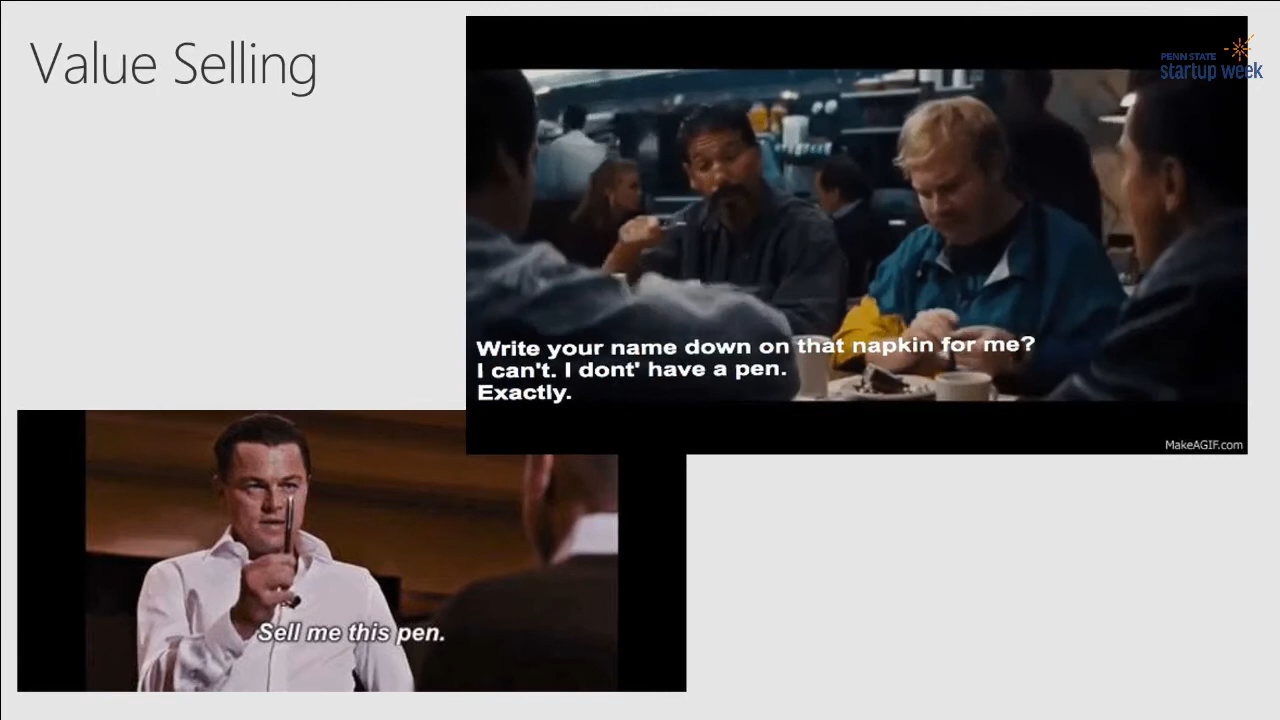 Value Selling
PENN STATE
startup week
Write your name down on that napkin for me?
I can't. I dont' have a pen.
Exactly.
MakeAGIF.com
Sell me this pen.